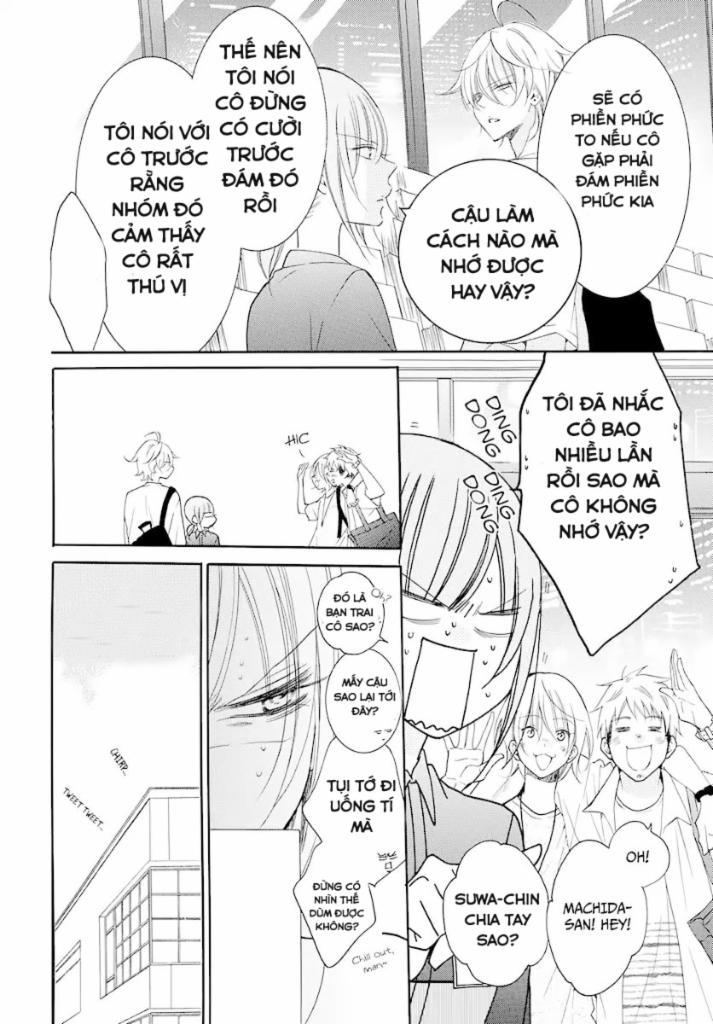 SẼ CÓ
PHIỀN PHỨC
TO NẾU CÔ
GẶP PHẢI
ĐÁM PHIỀN
PHỨC KIA
CẬU LÀM
CÁCH NÀO MÀ
NHỚ ĐƯỢC
HAY VẬY?
THẾ NÊN
TÔI NÓI
CÔ ĐỪNG
CÓ CƯỜI
TRƯỚC
ĐÁM ĐÓ
RỒI
TÔI NÓI VỚI
CÔ TRƯỚC
RẰNG
NHÓM ĐÓ
CẢM THẤY
CÔ RẤT
THÚ VỊ
TÔI ĐÃ NHẮC
CÔ BAO
NHIỀU LẦN
RỒI SAO MÀ
CÔ KHÔNG
NHỚ VẬY?
DING
DONG
DING
DONG
HIC
OH!
MACHIDA-
SAN! HEY!
SUWA-CHIN
CHIA TAY
SAO?
Oh?
ĐÓ LÀ
BẠN TRAI
CÔ SAO?
MẤY CẬU
SAO LẠI TỚI
ĐÂY?
TỤI TỚ ĐI
UỐNG TÍ
MÀ
ĐỪNG CÓ
NHÌN THẾ
DÙM ĐƯỢC
KHÔNG?
Chill out,
man~
CHIRP...
TWEET TWEET...